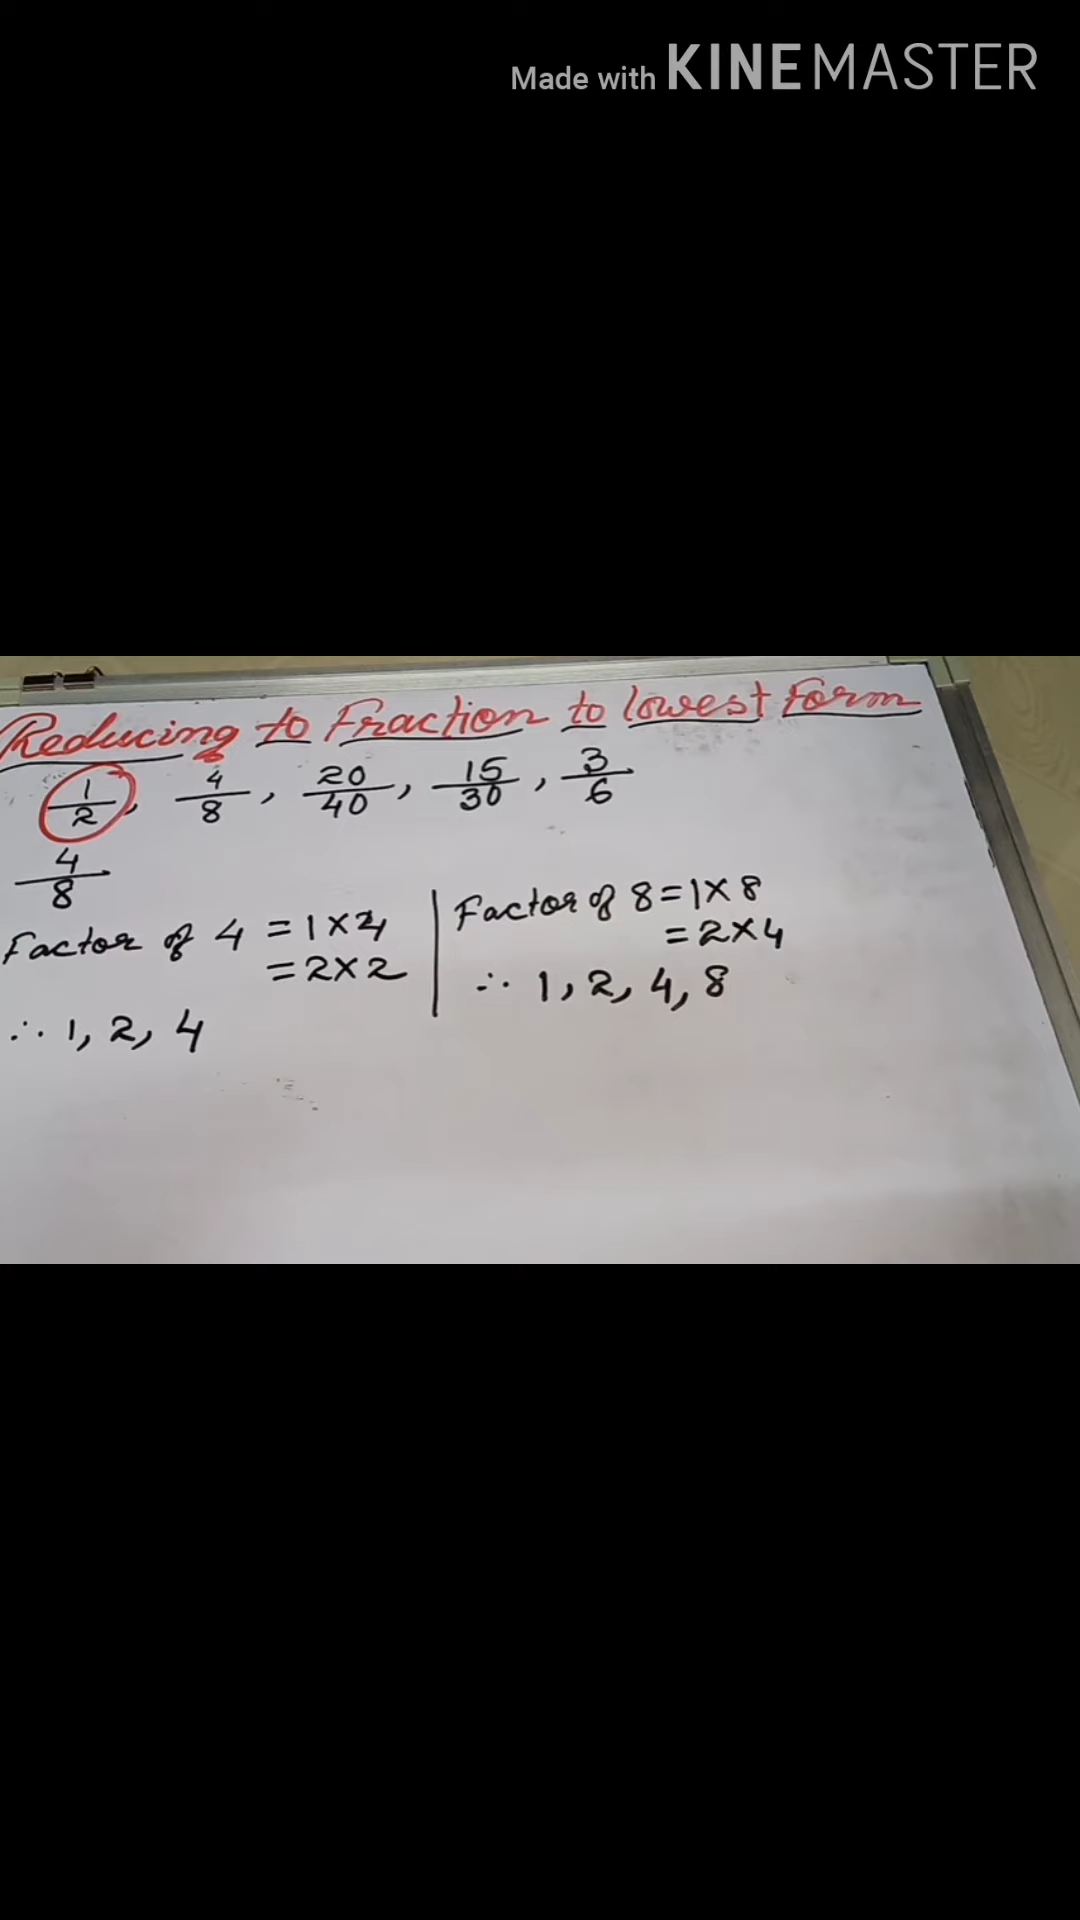 Made with KINEMASTER
Reducing to Fraction to lowest Form
1/2, 4/8, 20/40, 15/30, 3/6
4/8
Factor of 4 = 1×4
= 2×2
∴ 1, 2, 4
Factor of 8 = 1×8
= 2×4
∴ 1, 2, 4, 8